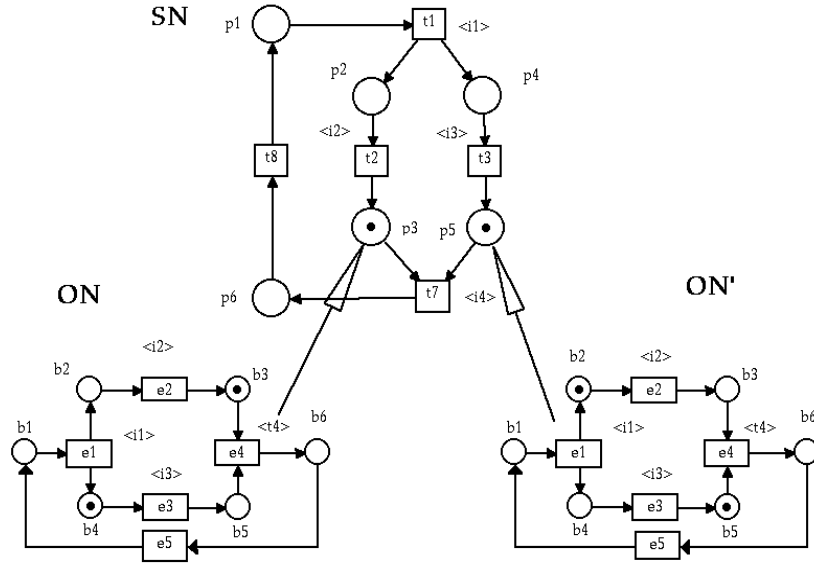 SN
p1
t1
<i1>
p2
p4
<i2>
<i3>
t8
t2
t3
p3
p5
ON
p6
t7
<i4>
ON'
<i2>
b2
e2
b3
b1
<i1>
<t4>
b6
e1
e4
<i3>
e3
b4
b5
e5
<i2>
b2
e2
b3
b1
<i1>
<t4>
b6
e1
e4
<i3>
e3
b4
b5
e5